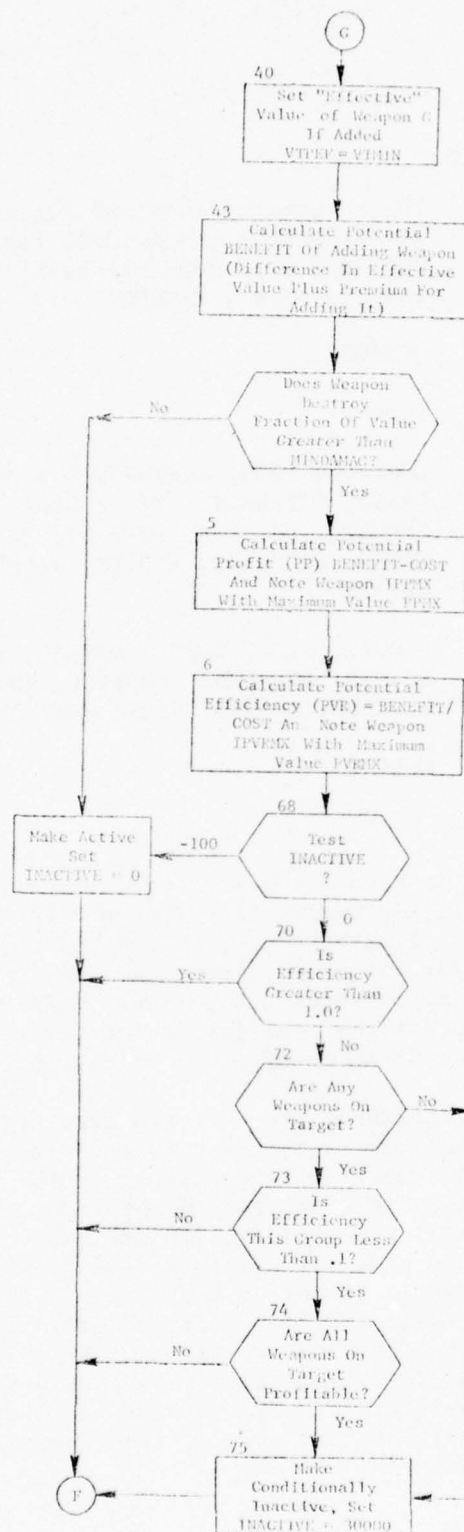 G
40
Set "Effective"
Value of Weapon G
If Added
VTPEF = VTMIN
43
Calculate Potential
BENEFIT Of Adding Weapon
(Difference In Effective
Value Plus Premium For
Adding It)
Does Weapon
Destroy
Fraction Of Value
Greater Than
MINDAMAG?
No
Yes
5
Calculate Potential
Profit (PP) BENEFIT-COST
And Note Weapon IPPMX
With Maximum Value PPMX
6
Calculate Potential
Efficiency (PVR) = BENEFIT/
COST An Note Weapon
IPVRMX With Maximum
Value PVRMX
68
Make Active
Set
INACTIVE = 0
-100
Test
INACTIVE
?
0
70
Is
Efficiency
Greater Than
1.0?
Yes
No
72
Are Any
Weapons On
Target?
No
Yes
73
Is
Efficiency
This Group Less
Than .1?
No
Yes
74
Are All
Weapons On
Target
Profitable?
No
Yes
75
Make
Conditionally
Inactive, Set
INACTIVE = 30000
F